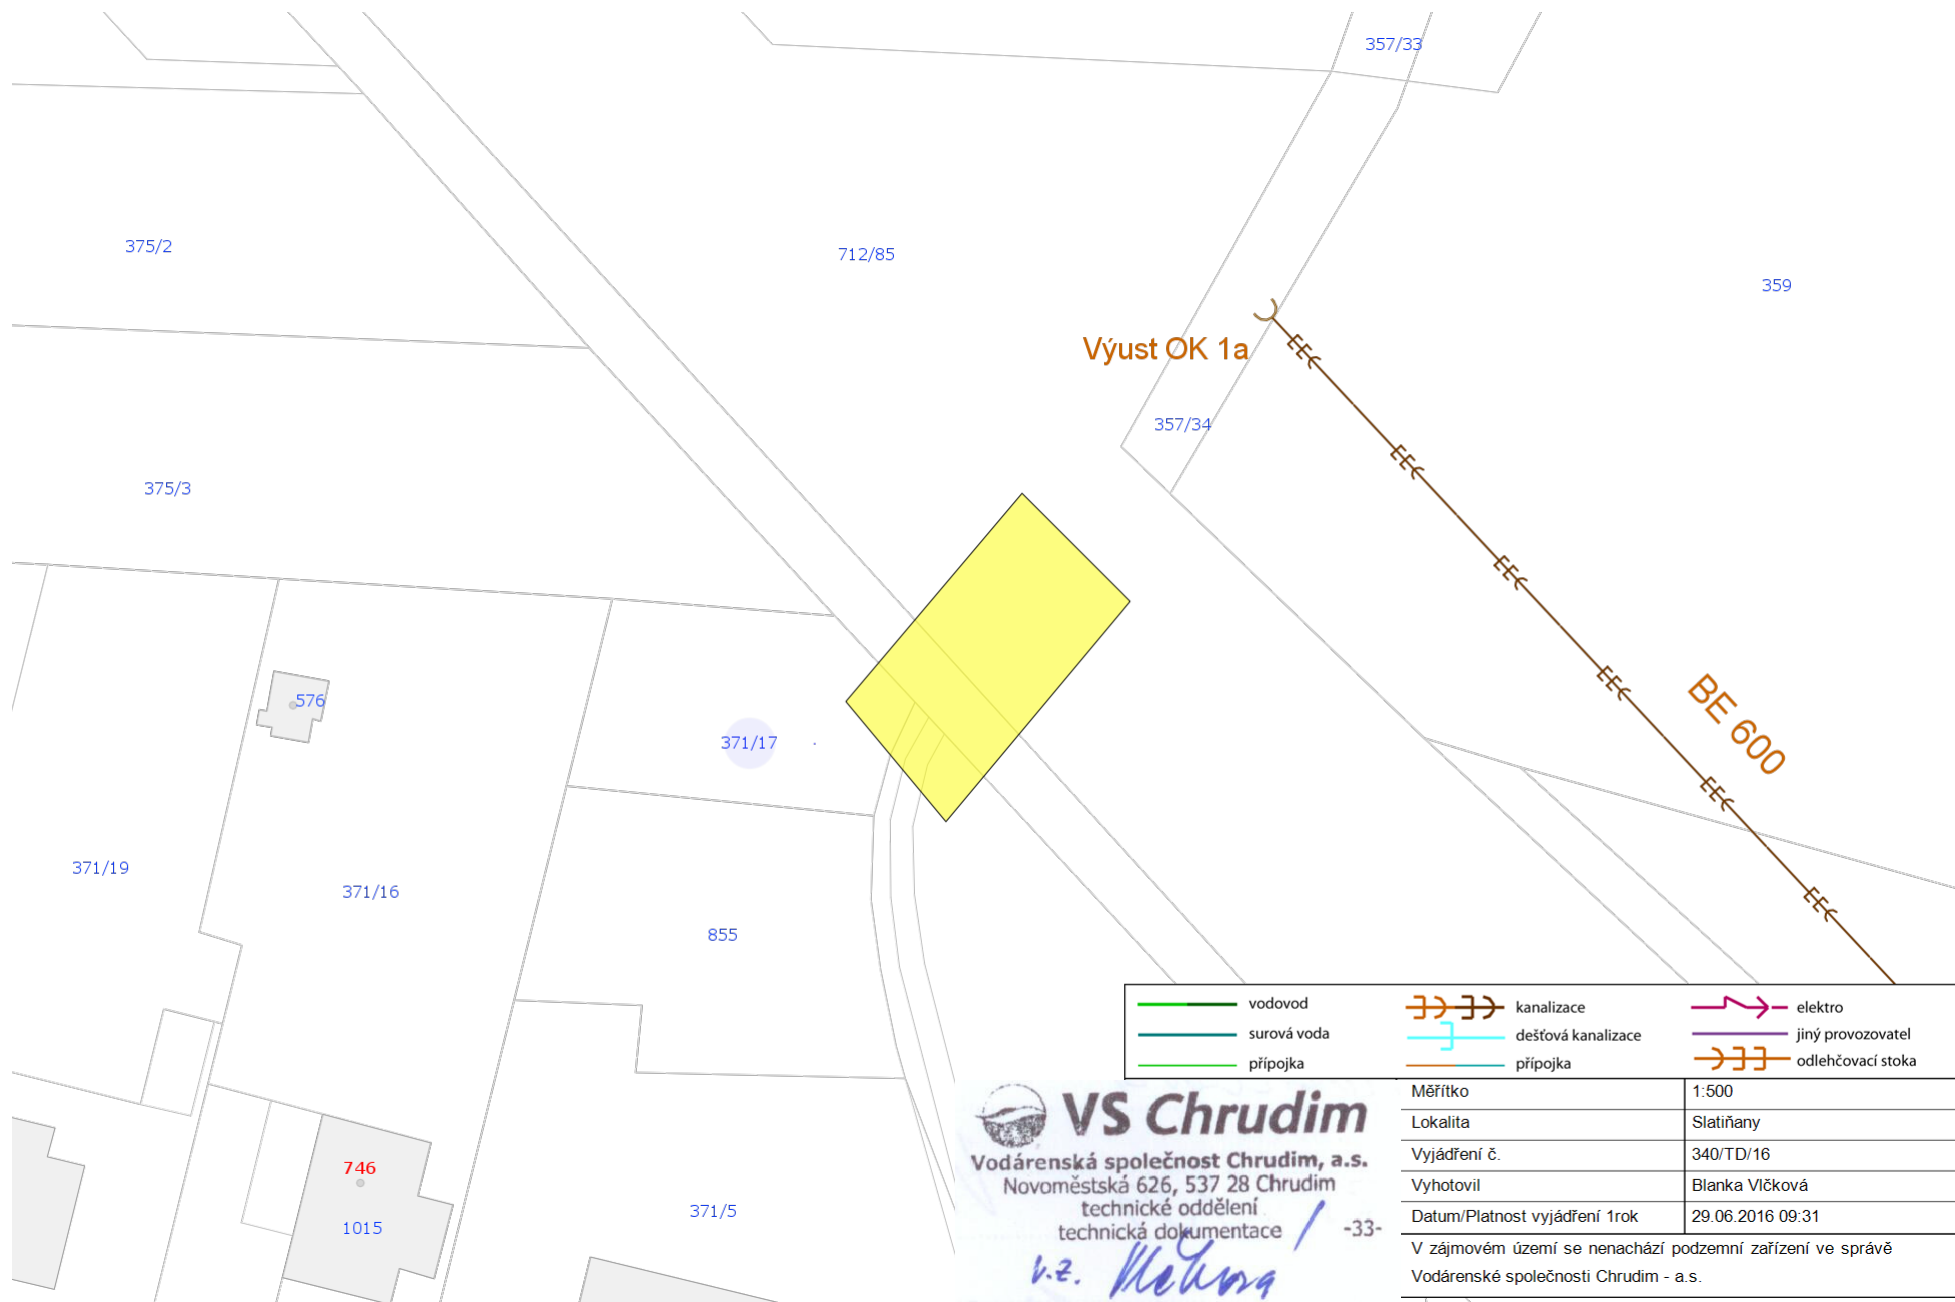 357/33
375/2
712/85
359
Výust OK 1a
357/34
375/3
576
371/17
BE 600
371/19
371/16
855
746
1015
371/5
vodovod
surová voda
přípojka
kanalizace
dešťová kanalizace
přípojka
elektro
jiný provozovatel
odlehčovací stoka
VS Chrudim
Vodárenská společnost Chrudim, a.s.
Novoměstská 626, 537 28 Chrudim
technické oddělení
technická dokumentace
-33-
v.z.
Měřítko 1:500
Lokalita Slatiňany
Vyjádření č. 340/TD/16
Vyhotovil Blanka Vlčková
Datum/Platnost vyjádření 1rok 29.06.2016 09:31
V zájmovém území se nenachází podzemní zařízení ve správě
Vodárenské společnosti Chrudim - a.s.